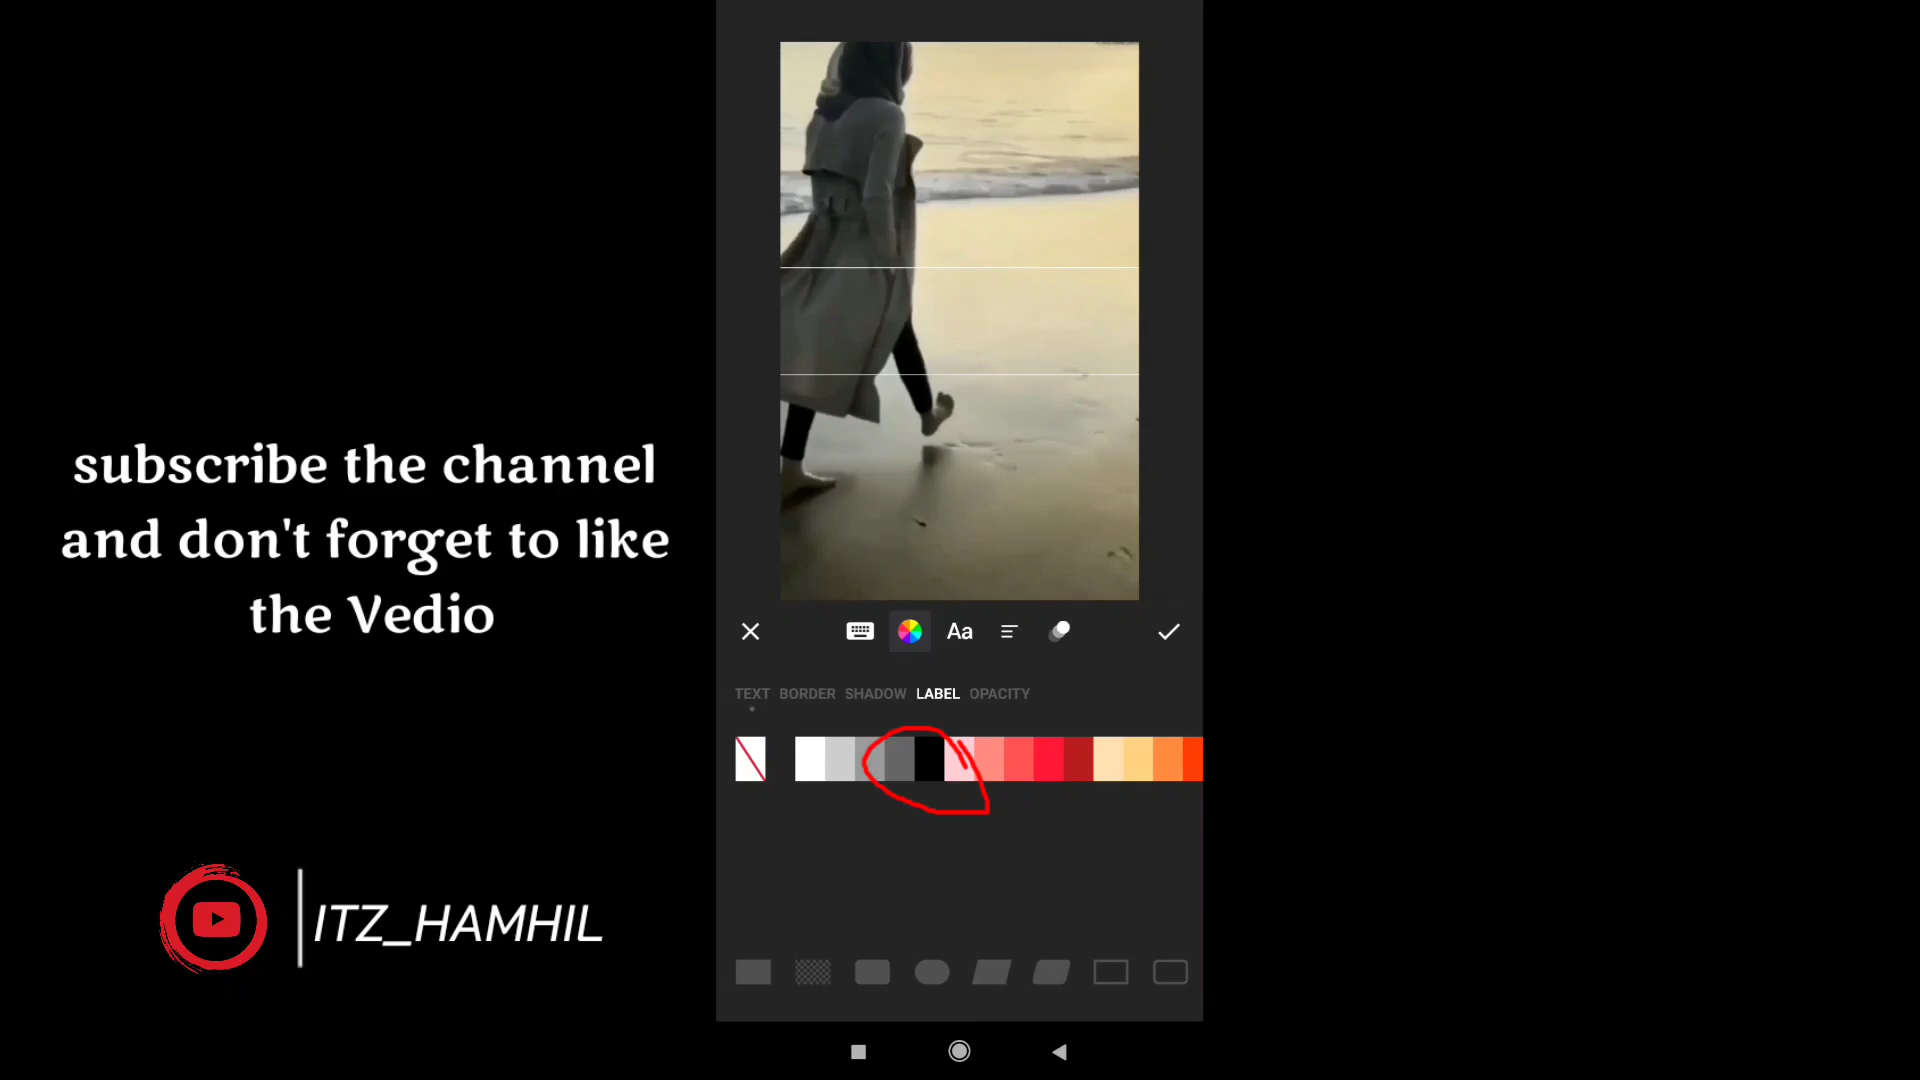 subscribe the channel
and don't forget to like
the Vedio
ITZ_HAMHIL
Aa
TEXT BORDER SHADOW LABEL OPACITY